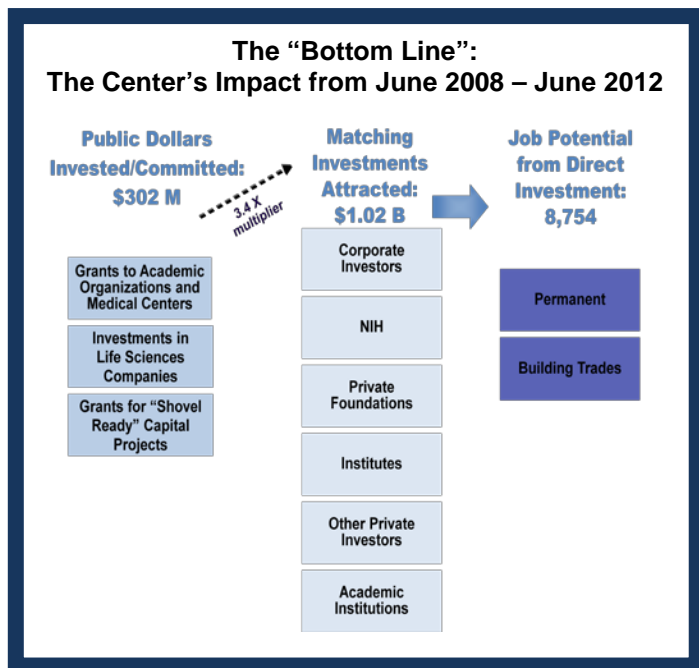 The “Bottom Line”:
The Center’s Impact from June 2008 – June 2012
Public Dollars
Invested/Committed:
$302 M
3.4 X
multiplier
Matching
Investments
Attracted:
$1.02 B
Job Potential
from Direct
Investment:
8,754
Grants to Academic
Organizations and
Medical Centers
Investments in
Life Sciences
Companies
Grants for “Shovel
Ready” Capital
Projects
Corporate
Investors
NIH
Private
Foundations
Institutes
Other Private
Investors
Academic
Institutions
Permanent
Building Trades